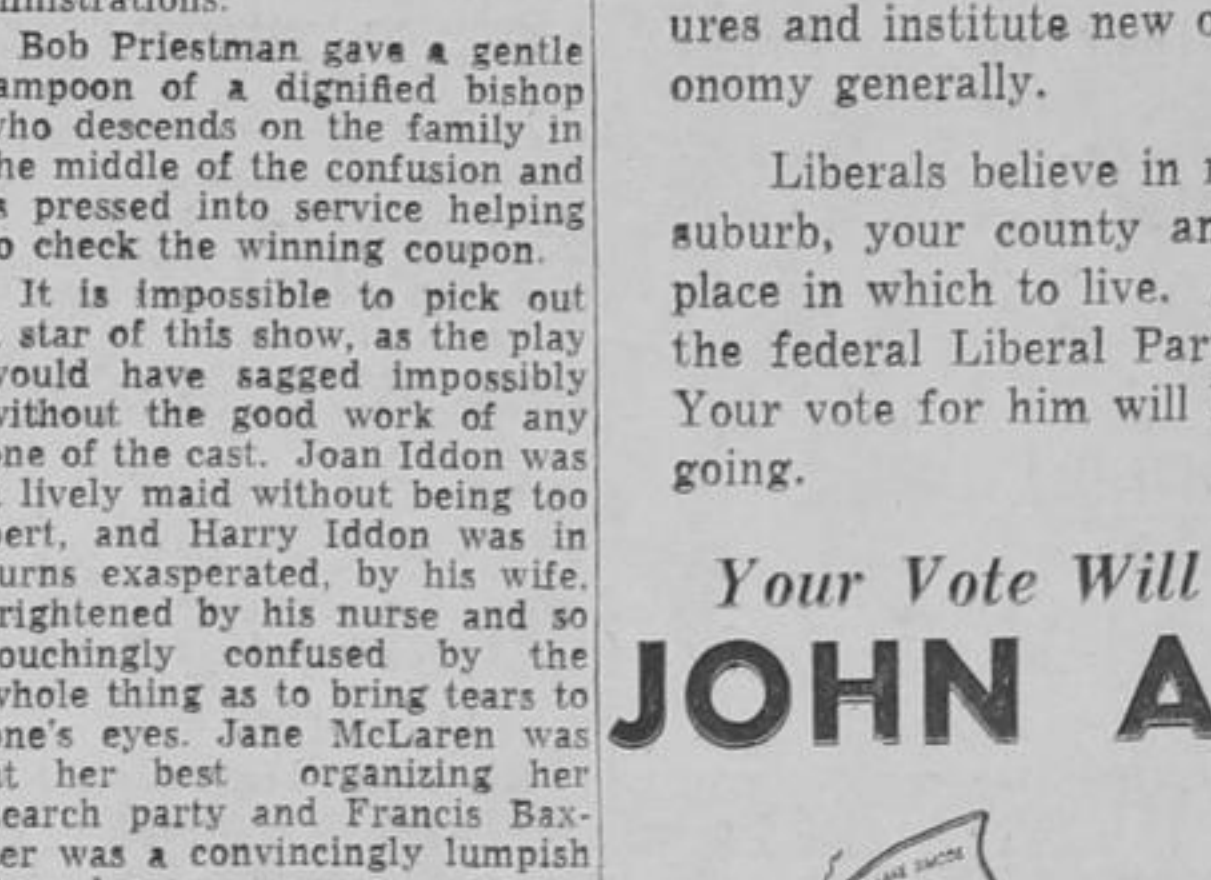 Bob Priestman gave a gentle
ampoon of a dignified bishop
who descends on the family in
he middle of the confusion and
s pressed into service helping
o check the winning coupon.
It is impossible to pick out
star of this show, as the play
would have sagged impossibly
without the good work of any
one of the cast. Joan Iddon was
lively maid without being too
pert, and Harry Iddon was in
urns exasperated, by his wife,
rightened by his nurse and so
ouchingly confused by the
whole thing as to bring tears to
one's eyes. Jane McLaren was
at her best organizing her
earch party and Francis Bax-
er was a convincingly lumpish
ures and institute new
onomy generally.
Liberals believe in
suburb, your county an
place in which to live.
the federal Liberal Par
Your vote for him will
going.
Your Vote Will
JOHN A